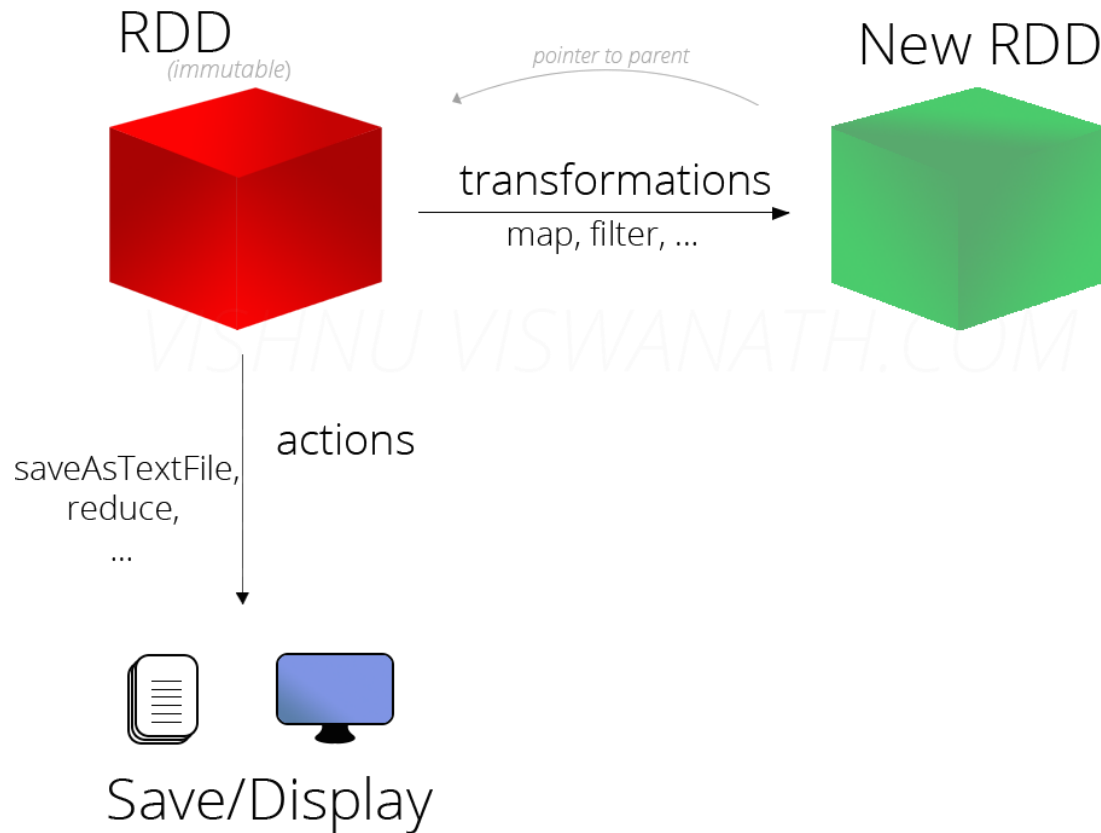 RDD
(immutable)
pointer to parent
New RDD
transformations
map, filter, ...
VISHNU VISWANATH.COM
actions
saveAsTextFile,
reduce,
...
Save/Display